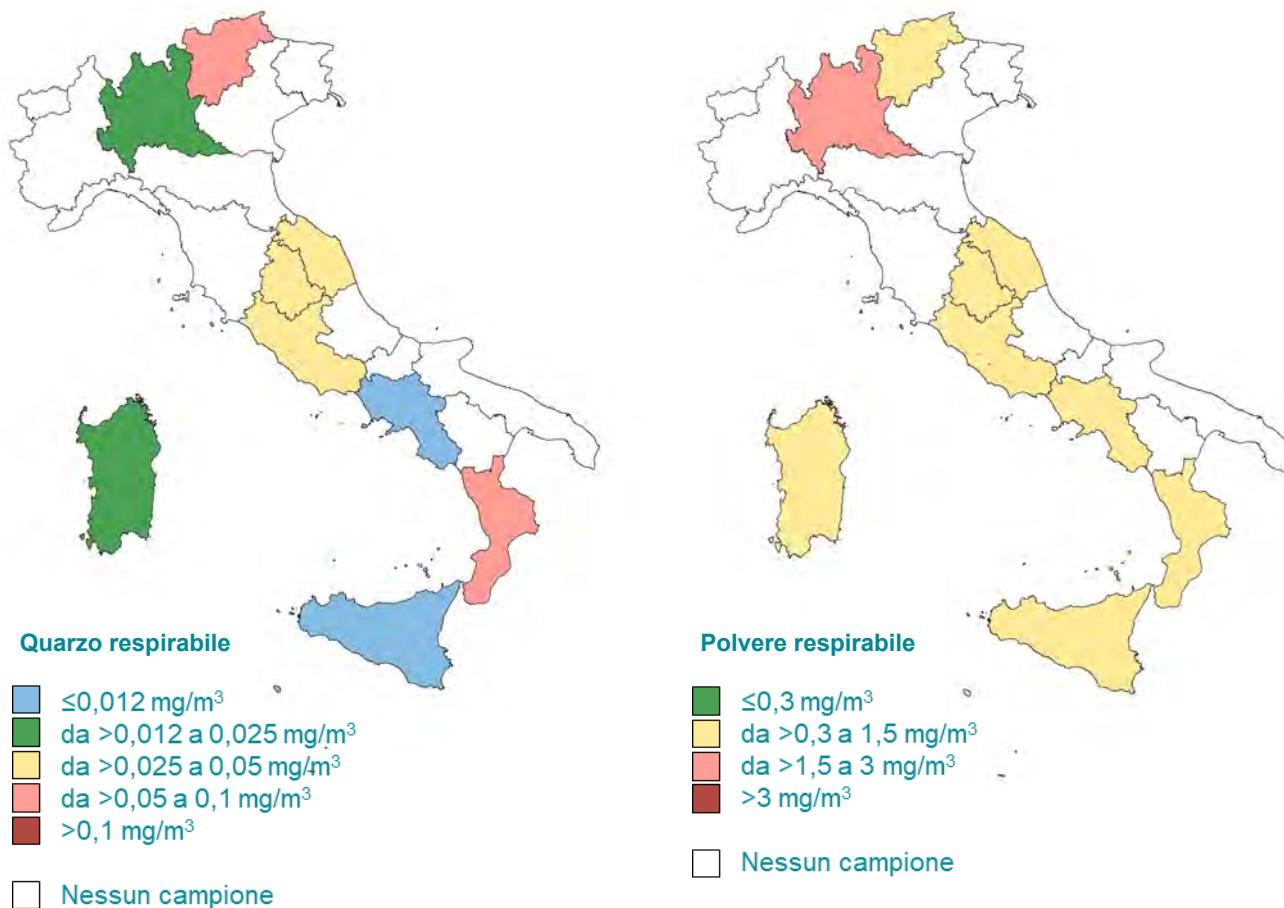 Quarzo respirabile
≤0,012 mg/m³
da >0,012 a 0,025 mg/m³
da >0,025 a 0,05 mg/m³
da >0,05 a 0,1 mg/m³
>0,1 mg/m³
Nessun campione
Polvere respirabile
≤0,3 mg/m³
da >0,3 a 1,5 mg/m³
da >1,5 a 3 mg/m³
>3 mg/m³
Nessun campione